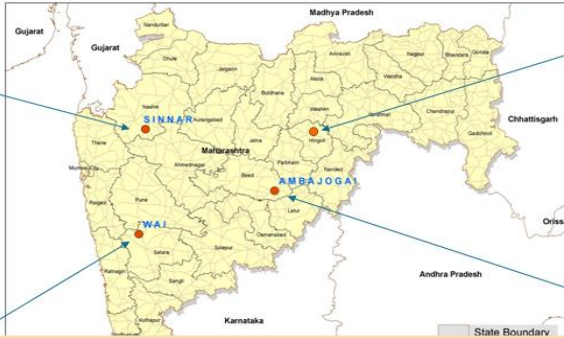 Madhya Pradesh
Gujarat
Gujarat
Nandurbar
Dhule
Jalgaon
Amravati
Nagpur
Bhandara
Gondia
Akola
Wardha
Buldhana
Washim
Nashik
SINNAR
Aurangabad
Yavatmal
Chandrapur
Chhattisgarh
Jalna
Hingoli
Gadchiroli
Thane
Maharashtra
Ahmednagar
Parbhani
Nanded
Mumbai
Beed
AMBAJOGAI
Raigad
Pune
Latur
WAI
Orissa
Osmanabad
Satara
Solapur
Ratnagiri
Andhra Pradesh
Sangli
Kolhapur
Karnataka
State Boundary